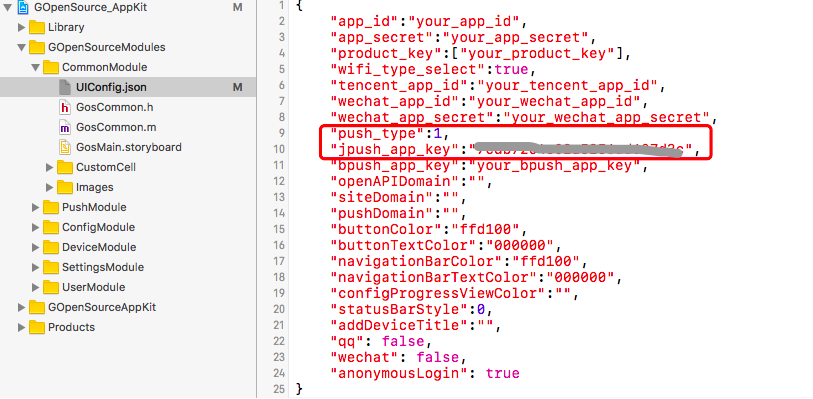 GOpenSource_AppKit M
Library
GOpenSourceModules
CommonModule
UIConfig.json M
h GosCommon.h
m GosCommon.m
GosMain.storyboard
CustomCell
Images
PushModule
ConfigModule
DeviceModule
SettingsModule
UserModule
GOpenSourceAppKit
Products
1 {
2 "app_id":"your_app_id",
3 "app_secret":"your_app_secret",
4 "product_key":["your_product_key"],
5 "wifi_type_select":true,
6 "tencent_app_id":"your_tencent_app_id",
7 "wechat_app_id":"your_wechat_app_id",
8 "wechat_app_secret":"your_wechat_app_secret",
9 "push_type":1,
10 "jpush_app_key":"
11 "bpush_app_key":"your_bpush_app_key",
12 "openAPIDomain":"",
13 "siteDomain":"",
14 "pushDomain":"",
15 "buttonColor":"ffd100",
16 "buttonTextColor":"000000",
17 "navigationBarColor":"ffd100",
18 "navigationBarTextColor":"000000",
19 "configProgressViewColor":"",
20 "statusBarStyle":0,
21 "addDeviceTitle":"",
22 "qq": false,
23 "wechat": false,
24 "anonymousLogin": true
25 }